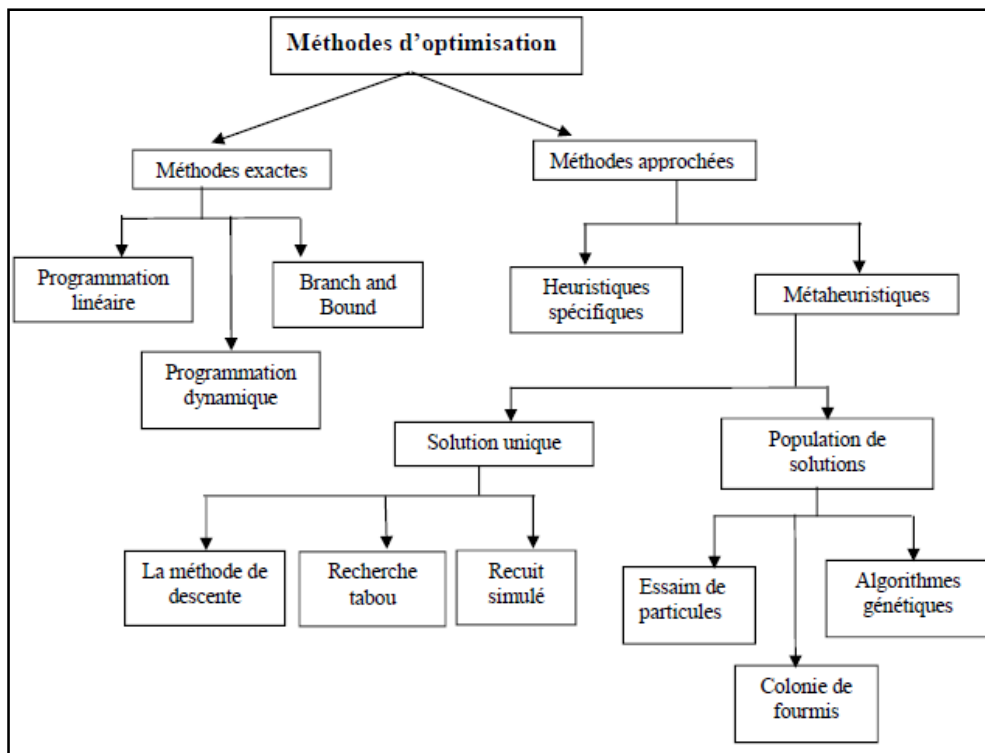 Méthodes d'optimisation
Méthodes exactes
Méthodes approchées
Programmation
linéaire
Branch and
Bound
Programmation
dynamique
Heuristiques
spécifiques
Métaheuristiques
Solution unique
Population de
solutions
La méthode de
descente
Recherche
tabou
Recuit
simulé
Essaim de
particules
Algorithmes
génétiques
Colonie de
fourmis